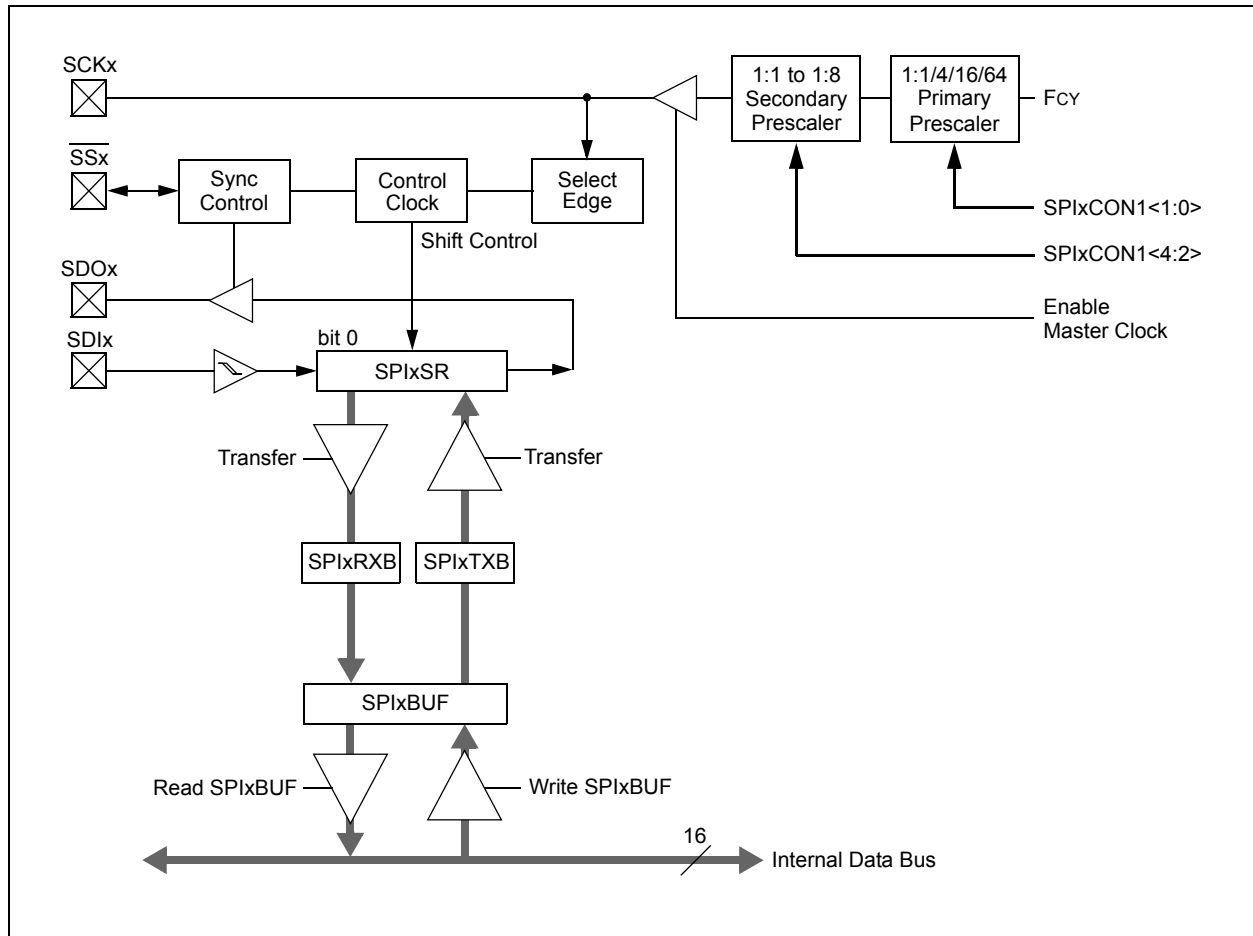 SCKx
1:1 to 1:8
Secondary
Prescaler
1:1/4/16/64
Primary
Prescaler
FCY
SSx
Sync
Control
Control
Clock
Select
Edge
SPIxCON1<1:0>
Shift Control
SPIxCON1<4:2>
SDOx
Enable
Master Clock
SDIx
bit 0
SPIxSR
Transfer
Transfer
SPIxRXB
SPIxTXB
SPIxBUF
Read SPIxBUF
Write SPIxBUF
16
Internal Data Bus